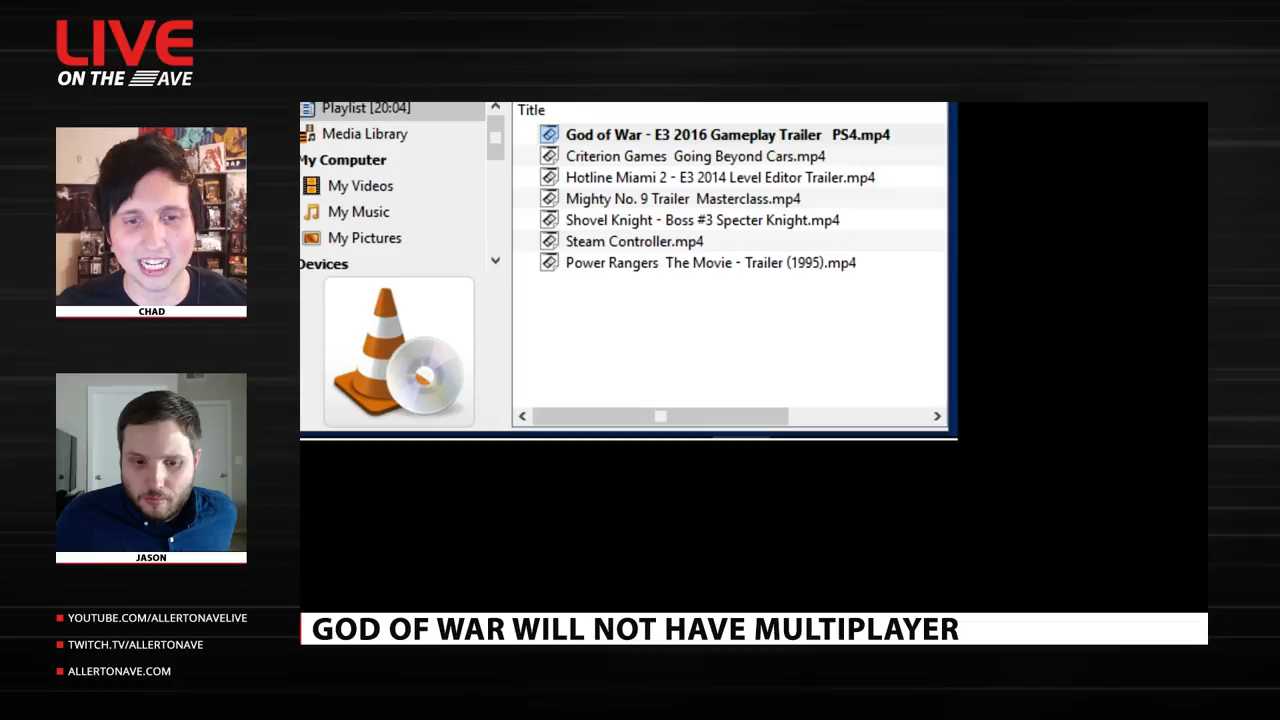 LIVE
ON THE AVE
CHAD
JASON
YOUTUBE.COM/ALLERTONAVELIVE
TWITCH.TV/ALLERTONAVE
ALLERTONAVE.COM
Playlist [20:04]
Media Library
My Computer
My Videos
My Music
My Pictures
Devices
Title
God of War - E3 2016 Gameplay Trailer PS4.mp4
Criterion Games Going Beyond Cars.mp4
Hotline Miami 2 - E3 2014 Level Editor Trailer.mp4
Mighty No. 9 Trailer Masterclass.mp4
Shovel Knight - Boss #3 Specter Knight.mp4
Steam Controller.mp4
Power Rangers The Movie - Trailer (1995).mp4
GOD OF WAR WILL NOT HAVE MULTIPLAYER